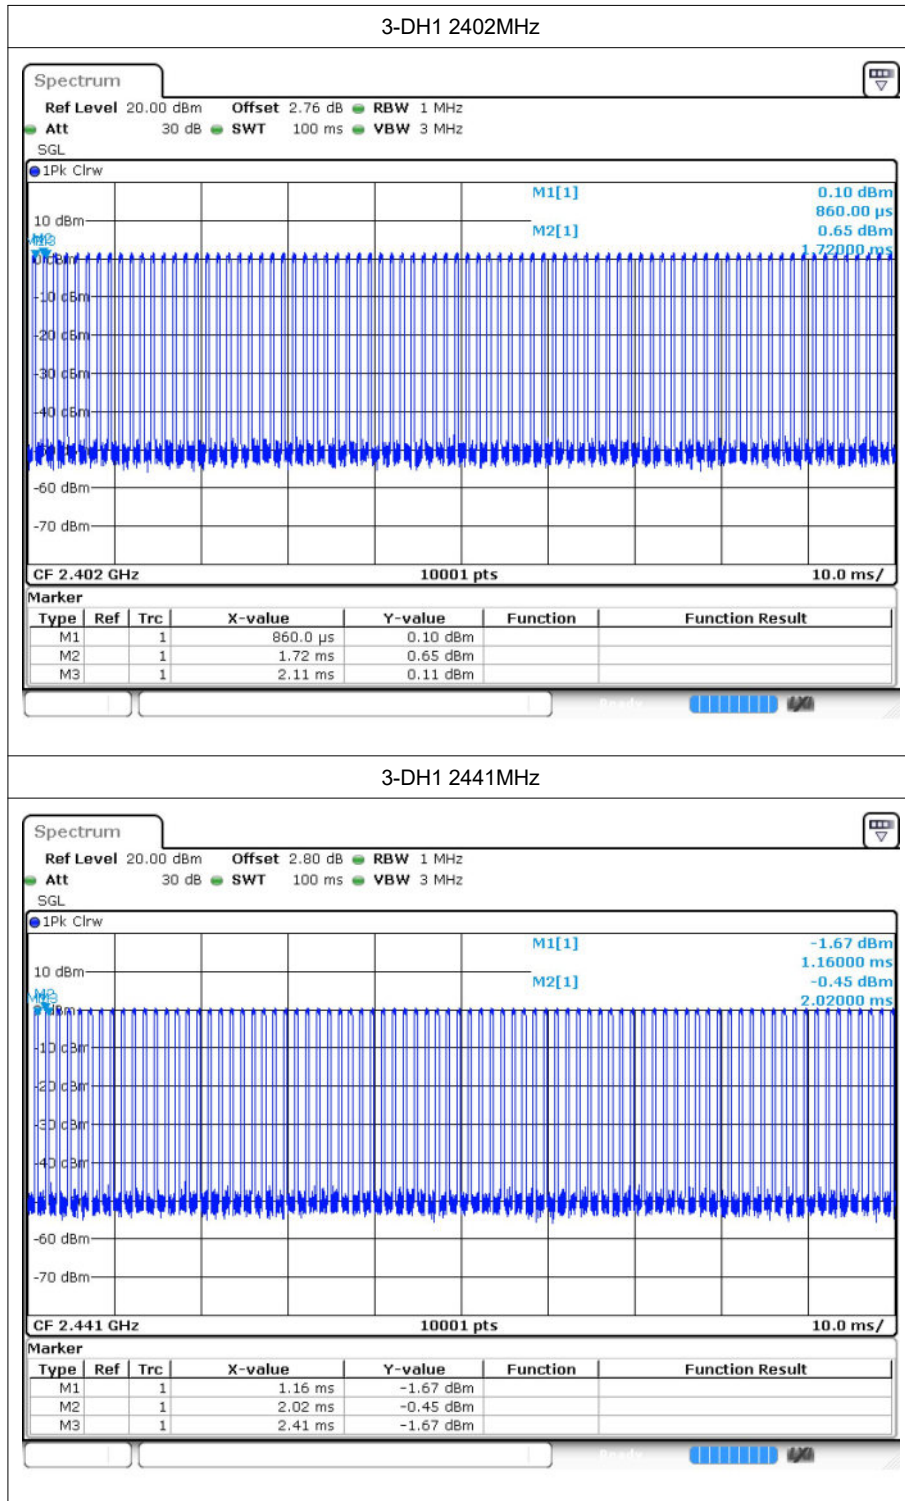 3-DH1 2402MHz
Spectrum
Ref Level 20.00 dBm Offset 2.76 dB RBW 1 MHz
Att 30 dB SWT 100 ms VBW 3 MHz
SGL
1Pk Clrw
M1[1] 0.10 dBm
860.00 µs
10 dBm
M2[1] 0.65 dBm
1.72000 ms
0 dBm
-10 dBm
-20 dBm
-30 dBm
-40 dBm
-60 dBm
-70 dBm
CF 2.402 GHz 10001 pts 10.0 ms/
Marker
Type Ref Trc X-value Y-value Function Function Result
M1 1 860.0 µs 0.10 dBm
M2 1 1.72 ms 0.65 dBm
M3 1 2.11 ms 0.11 dBm
Ready
3-DH1 2441MHz
Spectrum
Ref Level 20.00 dBm Offset 2.80 dB RBW 1 MHz
Att 30 dB SWT 100 ms VBW 3 MHz
SGL
1Pk Clrw
M1[1] -1.67 dBm
1.16000 ms
10 dBm
M2[1] -0.45 dBm
2.02000 ms
-10 dBm
-20 dBm
-30 dBm
-40 dBm
-60 dBm
-70 dBm
CF 2.441 GHz 10001 pts 10.0 ms/
Marker
Type Ref Trc X-value Y-value Function Function Result
M1 1 1.16 ms -1.67 dBm
M2 1 2.02 ms -0.45 dBm
M3 1 2.41 ms -1.67 dBm
Ready